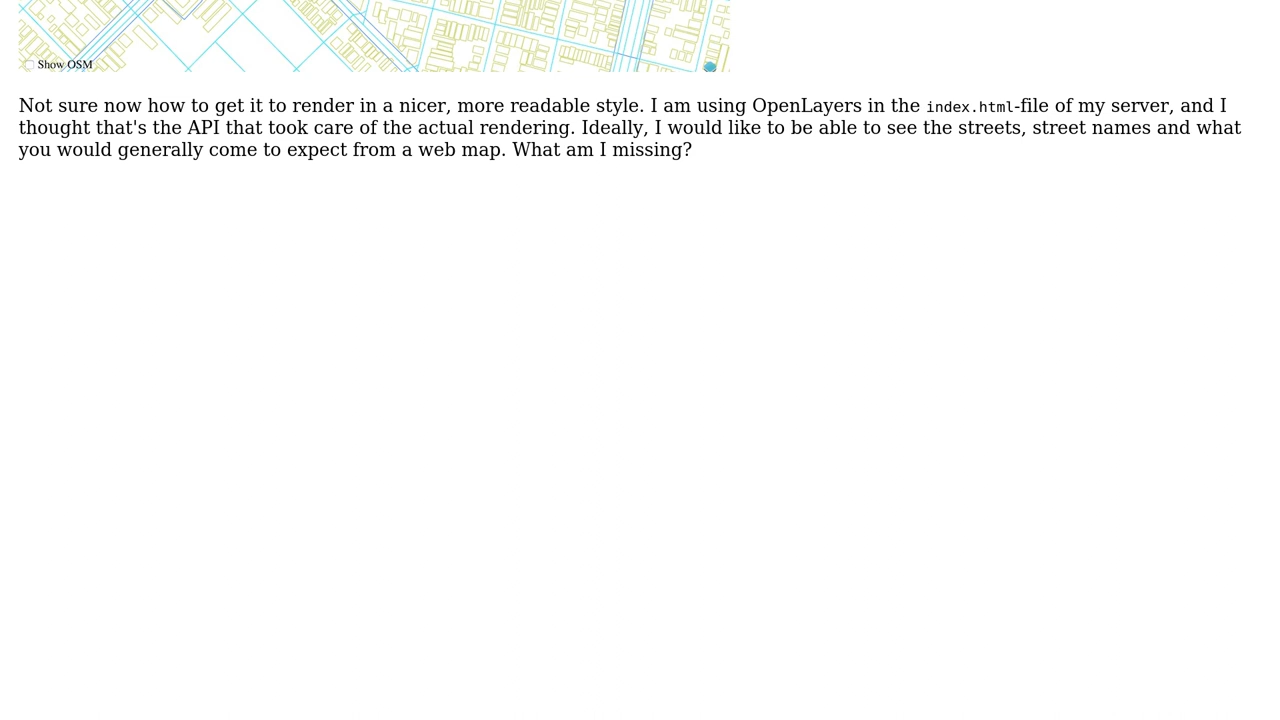 Show OSM
Not sure now how to get it to render in a nicer, more readable style. I am using OpenLayers in the index.html-file of my server, and I
thought that's the API that took care of the actual rendering. Ideally, I would like to be able to see the streets, street names and what
you would generally come to expect from a web map. What am I missing?